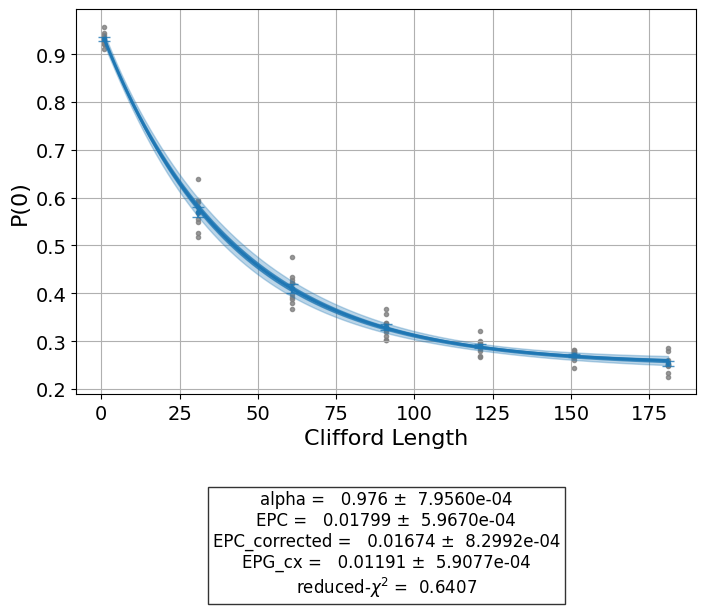 0.9
0.8
0.7
0.6
0.5
0.4
0.3
0.2
P(0)
0 25 50 75 100 125 150 175
Clifford Length
alpha = 0.976 ± 7.9560e-04
EPC = 0.01799 ± 5.9670e-04
EPC_corrected = 0.01674 ± 8.2992e-04
EPG_cx = 0.01191 ± 5.9077e-04
reduced-χ² = 0.6407